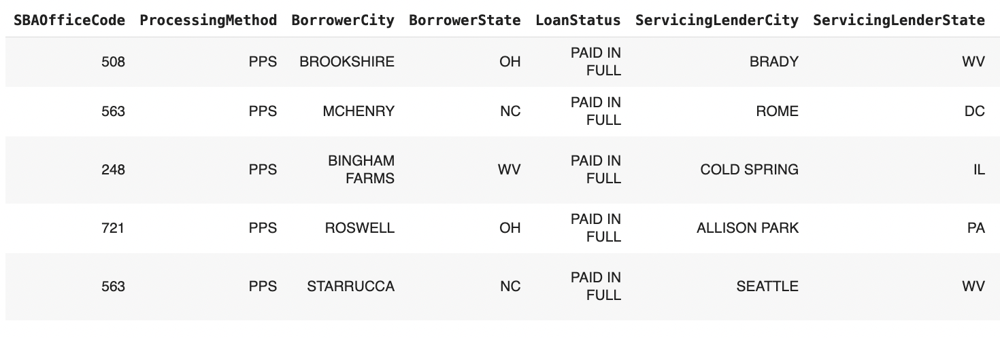 SBAOfficeCode ProcessingMethod BorrowerCity BorrowerState LoanStatus ServicingLenderCity ServicingLenderState
508 PPS BROOKSHIRE OH PAID IN FULL BRADY WV
563 PPS MCHENRY NC PAID IN FULL ROME DC
248 PPS BINGHAM FARMS WV PAID IN FULL COLD SPRING IL
721 PPS ROSWELL OH PAID IN FULL ALLISON PARK PA
563 PPS STARRUCCA NC PAID IN FULL SEATTLE WV